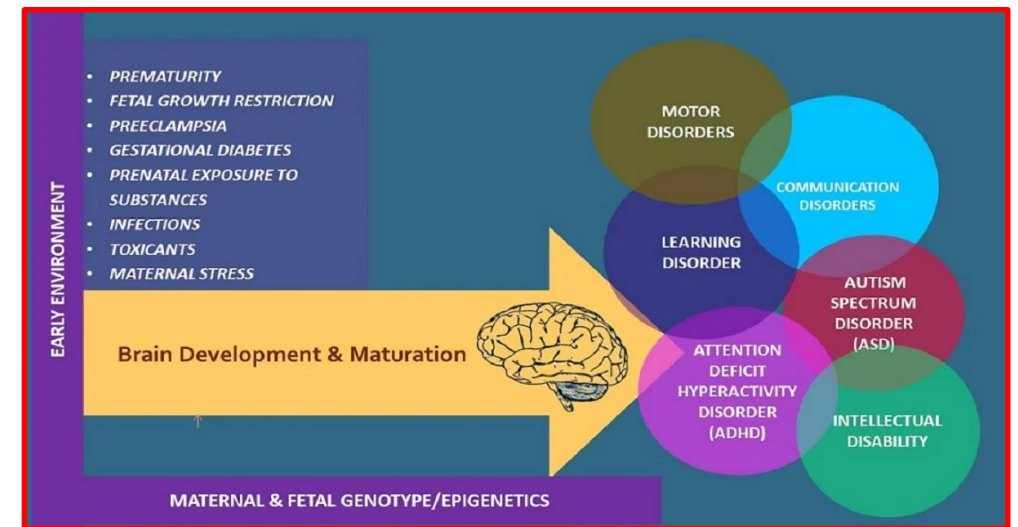 EARLY ENVIRONMENT
• PREMATURITY
• FETAL GROWTH RESTRICTION
• PREECLAMPSIA
• GESTATIONAL DIABETES
• PRENATAL EXPOSURE TO
SUBSTANCES
• INFECTIONS
• TOXICANTS
• MATERNAL STRESS
Brain Development & Maturation
MOTOR
DISORDERS
COMMUNICATION
DISORDERS
LEARNING
DISORDER
AUTISM
SPECTRUM
DISORDER
(ASD)
ATTENTION
DEFICIT
HYPERACTIVITY
DISORDER
(ADHD)
INTELLECTUAL
DISABILITY
MATERNAL & FETAL GENOTYPE/EPIGENETICS